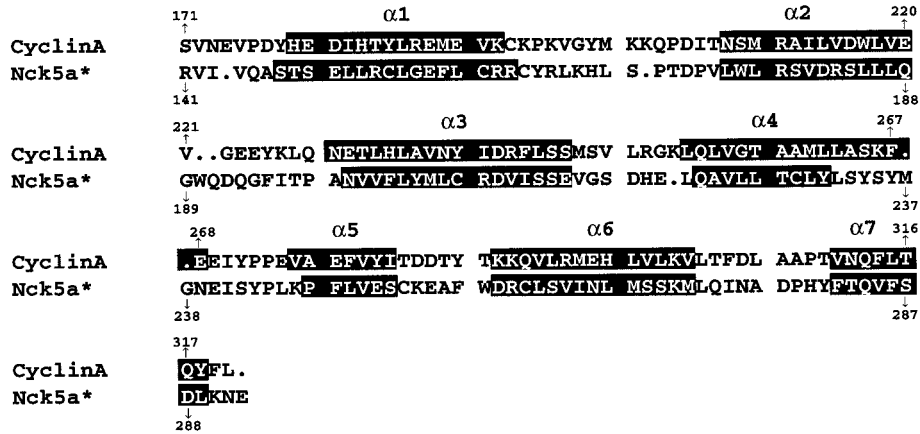 α1 α2
171 220
CyclinA SVNEVPDYHE DIHTYLREME VKCKPKVGYM KKQPDITNSM RAILVDWLVE
Nck5a* RVI.VQASTS ELLRCLGEFL CRRCYRLKHL S.PTDPVLWL RSVDRSLLLQ
141 188
α3 α4
221 267
CyclinA V..GEEYKLQ NETLHLAVNY IDRFLSSMSV LRGKLQLVGT AAMLLASKF.
Nck5a* GWQDQGFITP ANVVFLYMLC RDVISSEVGS DHE.LQAVLL TCLYLSYSYM
189 237
α5 α6 α7
268 316
CyclinA .EEIYPPEVA EFVYITDDTY TKKQVLRMEH LVLKVLTFDL AAPTVNQFLT
Nck5a* GNEISYPLKP FLVESCKEAF WDRCLSVINL MSSKMLQINA DPHYFTQVFS
238 287
317
CyclinA QYFL.
Nck5a* DLKNE
288